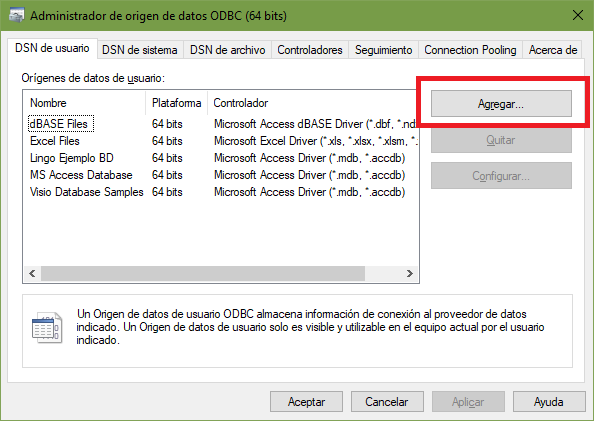 Administrador de origen de datos ODBC (64 bits)
DSN de usuario DSN de sistema DSN de archivo Controladores Seguimiento Connection Pooling Acerca de
Orígenes de datos de usuario:
Nombre Plataforma Controlador
dBASE Files 64 bits Microsoft Access dBASE Driver (*.dbf, *.nd
Excel Files 64 bits Microsoft Excel Driver (*.xls, *.xlsx, *.xlsm, *.
Lingo Ejemplo BD 64 bits Microsoft Access Driver (*.mdb, *.accdb)
MS Access Database 64 bits Microsoft Access Driver (*.mdb, *.accdb)
Visio Database Samples 64 bits Microsoft Access Driver (*.mdb, *.accdb)
Agregar...
Quitar
Configurar...
Un Origen de datos de usuario ODBC almacena información de conexión al proveedor de datos
indicado. Un Origen de datos de usuario solo es visible y utilizable en el equipo actual por el usuario
indicado.
Aceptar Cancelar Aplicar Ayuda